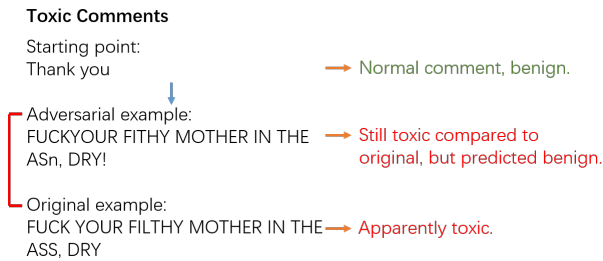 Toxic Comments
Starting point:
Thank you
Normal comment, benign.
Adversarial example:
FUCKYOUR FITHY MOTHER IN THE
ASn, DRY!
Still toxic compared to
original, but predicted benign.
Original example:
FUCK YOUR FILTHY MOTHER IN THE
ASS, DRY
Apparently toxic.